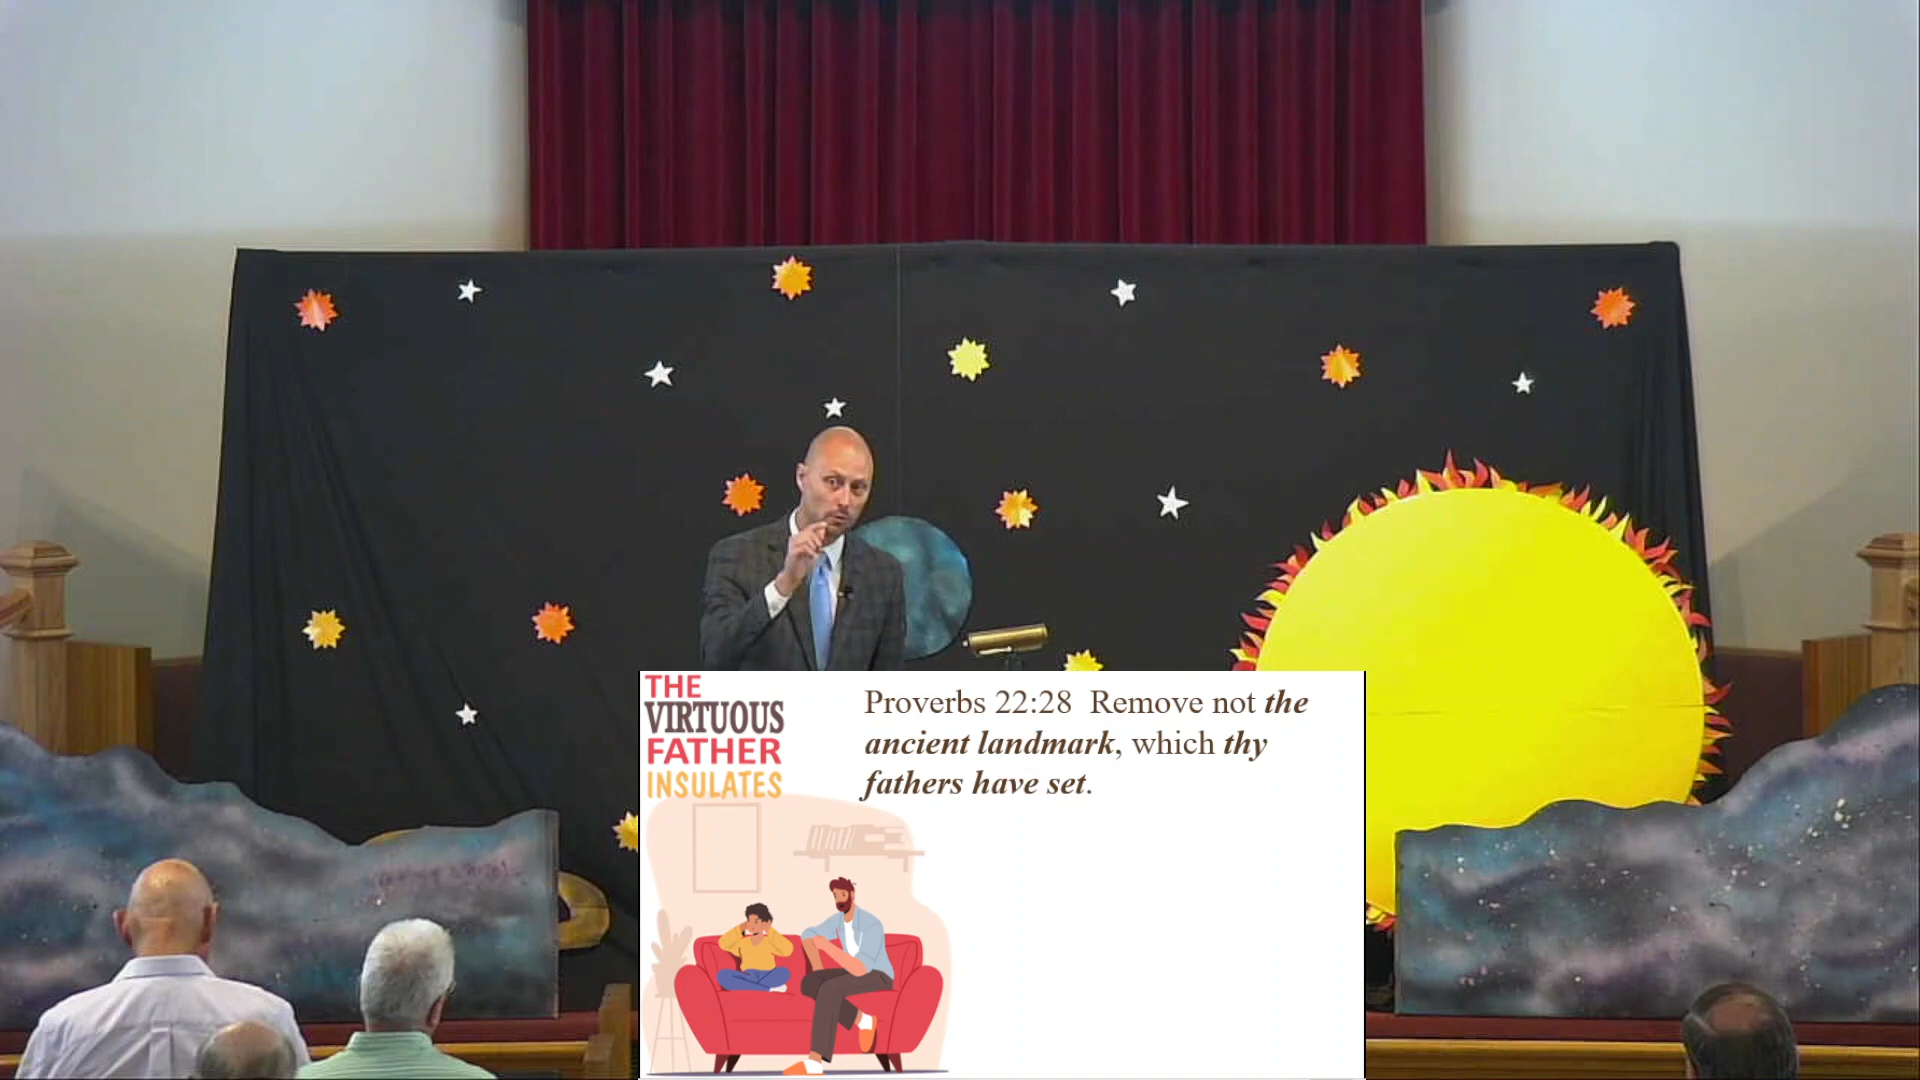 THE
VIRTUOUS
FATHER
INSULATES
Proverbs 22:28  Remove not the
ancient landmark, which thy
fathers have set.